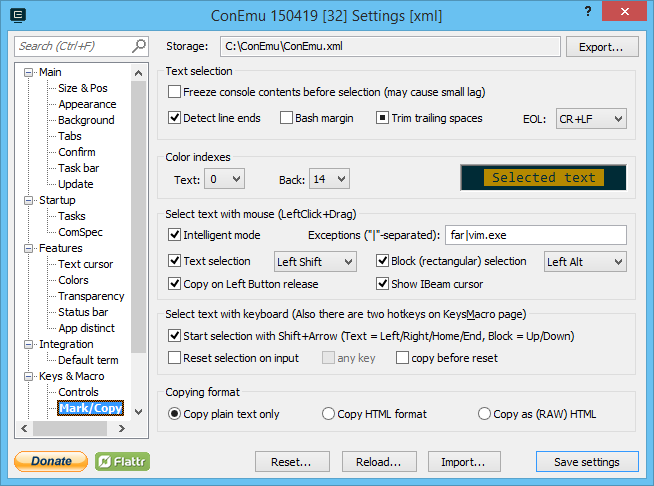 ConEmu 150419 [32] Settings [xml]
?
Search (Ctrl+F)
Storage:
C:\ConEmu\ConEmu.xml
Export...
Main
Size & Pos
Appearance
Background
Tabs
Confirm
Task bar
Update
Startup
Tasks
ComSpec
Features
Text cursor
Colors
Transparency
Status bar
App distinct
Integration
Default term
Keys & Macro
Controls
Mark/Copy
Text selection
Freeze console contents before selection (may cause small lag)
Detect line ends
Bash margin
Trim trailing spaces
EOL:
CR+LF
Color indexes
Text:
0
Back:
14
Selected text
Select text with mouse (LeftClick+Drag)
Intelligent mode
Exceptions ("|"-separated):
far|vim.exe
Text selection
Left Shift
Block (rectangular) selection
Left Alt
Copy on Left Button release
Show IBeam cursor
Select text with keyboard (Also there are two hotkeys on KeysMacro page)
Start selection with Shift+Arrow (Text = Left/Right/Home/End, Block = Up/Down)
Reset selection on input
any key
copy before reset
Copying format
Copy plain text only
Copy HTML format
Copy as (RAW) HTML
Donate
Flattr
Reset...
Reload...
Import...
Save settings